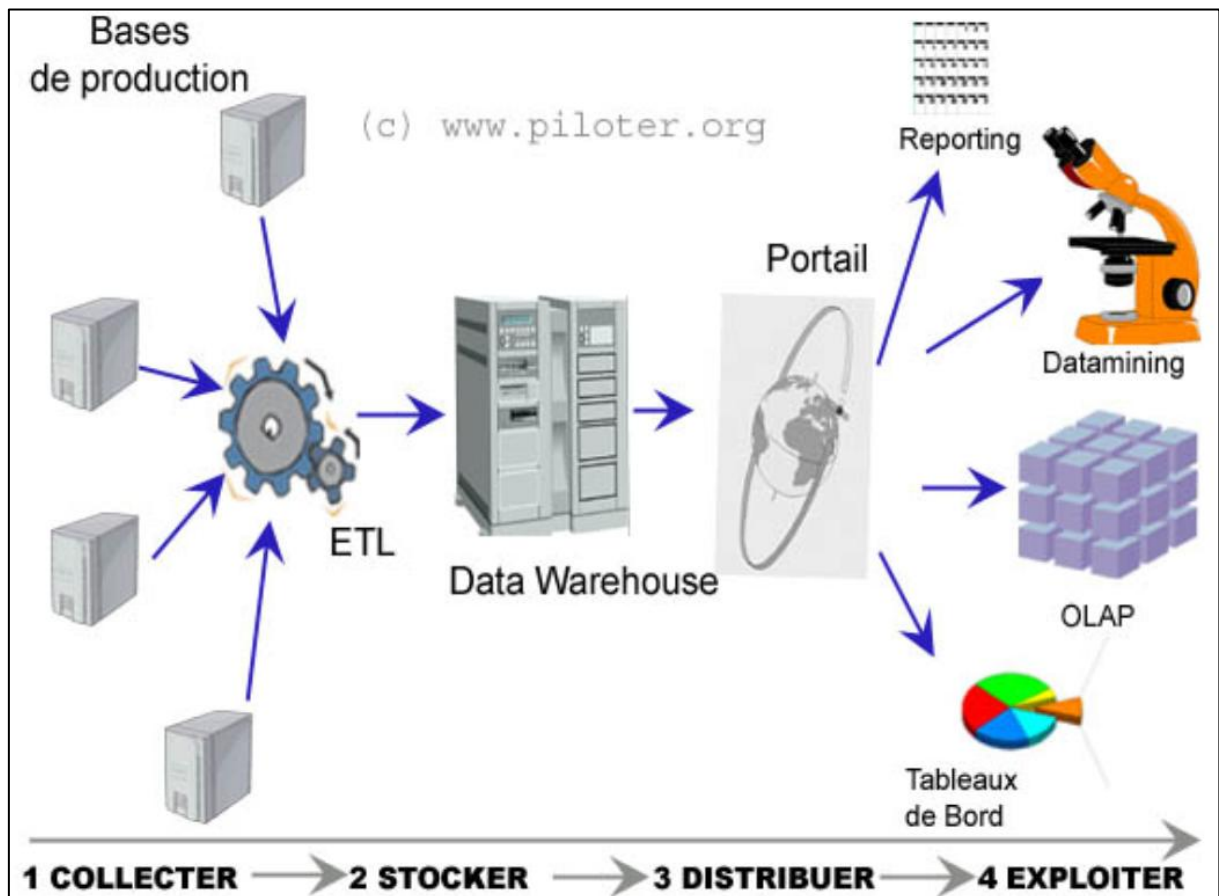 Bases
de production
(c) www.piloter.org
Reporting
Portail
Datamining
ETL
Data Warehouse
OLAP
Tableaux
de Bord
1 COLLECTER
2 STOCKER
3 DISTRIBUER
4 EXPLOITER